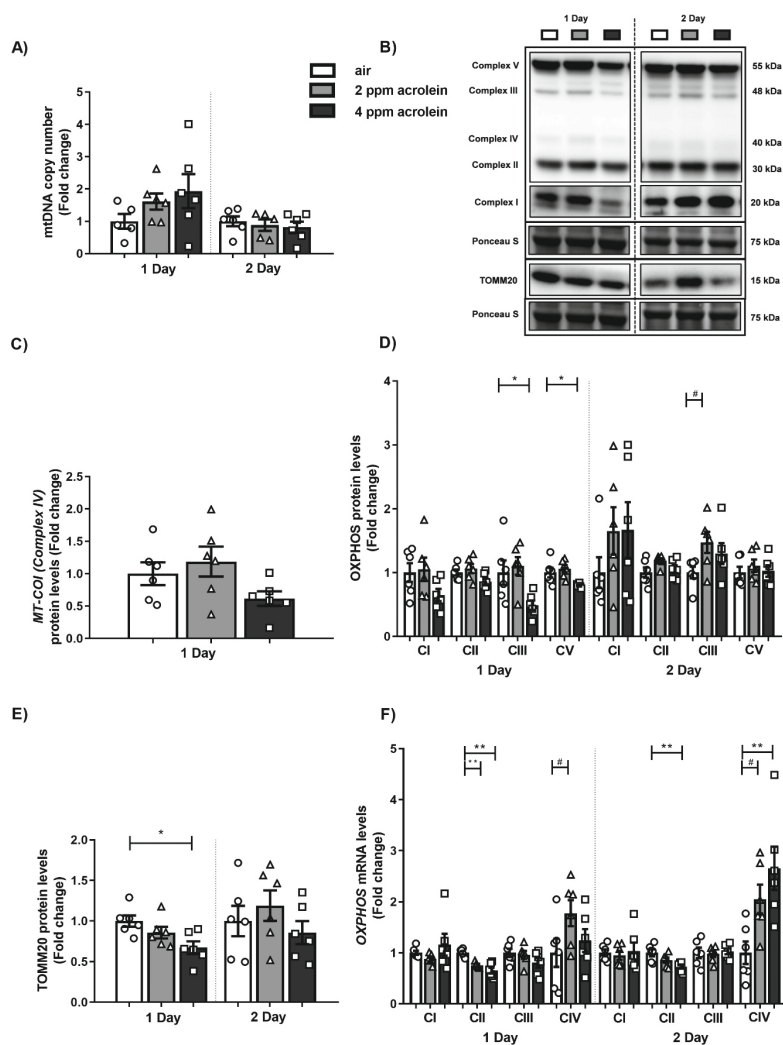 A)
air
2 ppm acrolein
4 ppm acrolein
mtDNA copy number
(Fold change)
5
4
3
2
1
0
1 Day
2 Day
B)
1 Day
2 Day
Complex V
55 kDa
Complex III
48 kDa
Complex IV
40 kDa
Complex II
30 kDa
Complex I
20 kDa
Ponceau S
75 kDa
TOMM20
15 kDa
Ponceau S
75 kDa
C)
MT-COI (Complex IV)
protein levels (Fold change)
2.5
2.0
1.5
1.0
0.5
0.0
1 Day
D)
OXPHOS protein levels
(Fold change)
4
3
2
1
0
* * #
CI CII CIII CV CI CII CIII CV
1 Day 2 Day
E)
TOMM20 protein levels
(Fold change)
2.0
1.5
1.0
0.5
0.0
*
1 Day 2 Day
F)
OXPHOS mRNA levels
(Fold change)
5
4
3
2
1
0
** ** **
** # #
CI CII CIII CIV CI CII CIII CIV
1 Day 2 Day